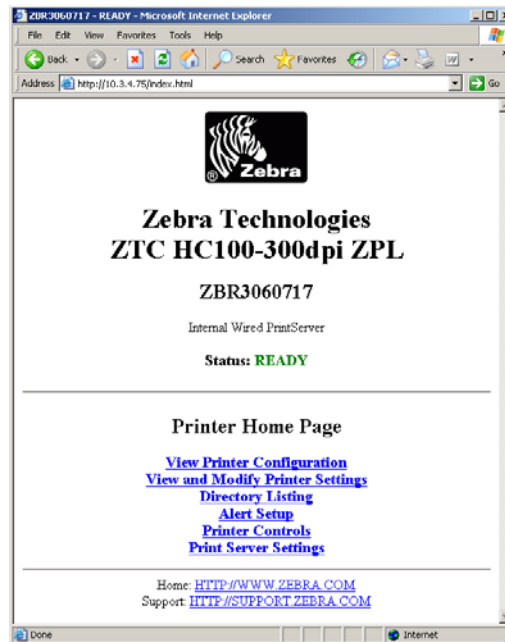 ZBR3060717 - READY - Microsoft Internet Explorer
File Edit View Favorites Tools Help
Back Search Favorites
Address http://10.3.4.75/index.html Go
® Zebra
Zebra Technologies
ZTC HC100-300dpi ZPL
ZBR3060717
Internal Wired PrintServer
Status: READY
Printer Home Page
View Printer Configuration
View and Modify Printer Settings
Directory Listing
Alert Setup
Printer Controls
Print Server Settings
Home: HTTP://WWW.ZEBRA.COM
Support: HTTP://SUPPORT.ZEBRA.COM
Done Internet